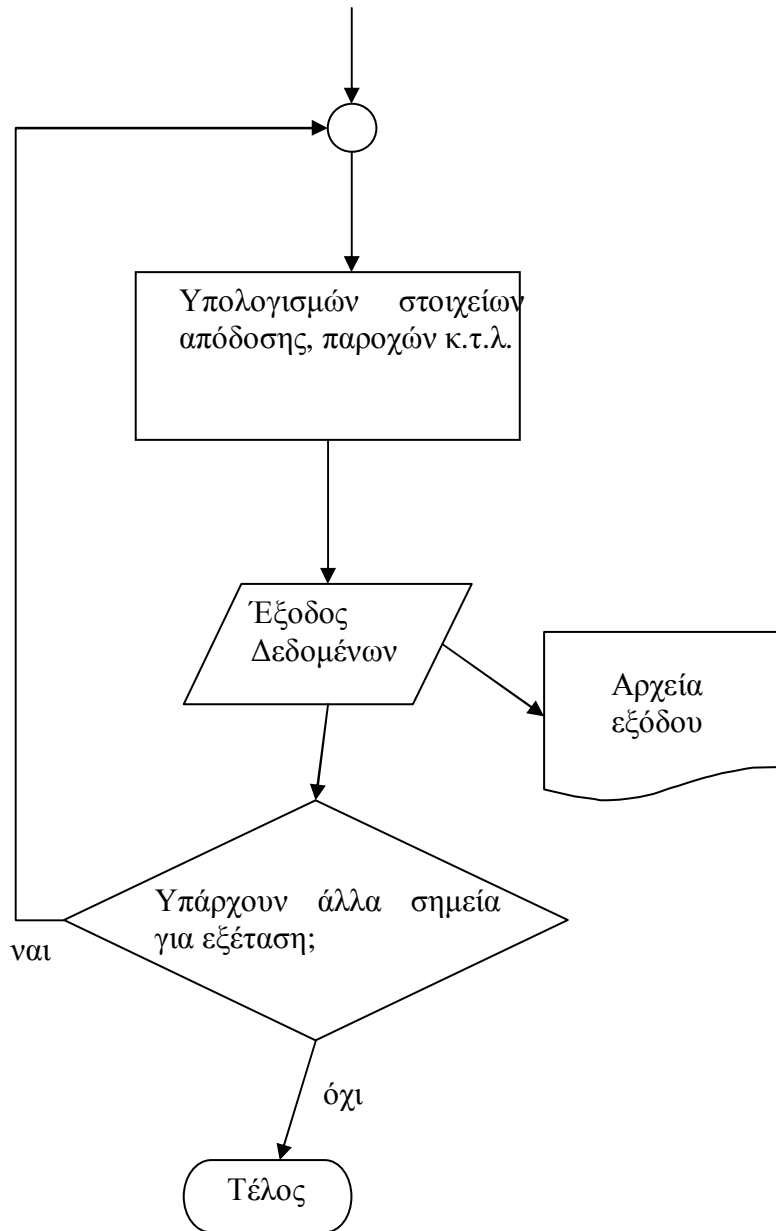 Υπολογισμών στοιχείων
απόδοσης, παροχών κ.τ.λ.
Έξοδος
Δεδομένων
Αρχεία
εξόδου
Υπάρχουν άλλα σημεία
για εξέταση;
ναι
όχι
Τέλος